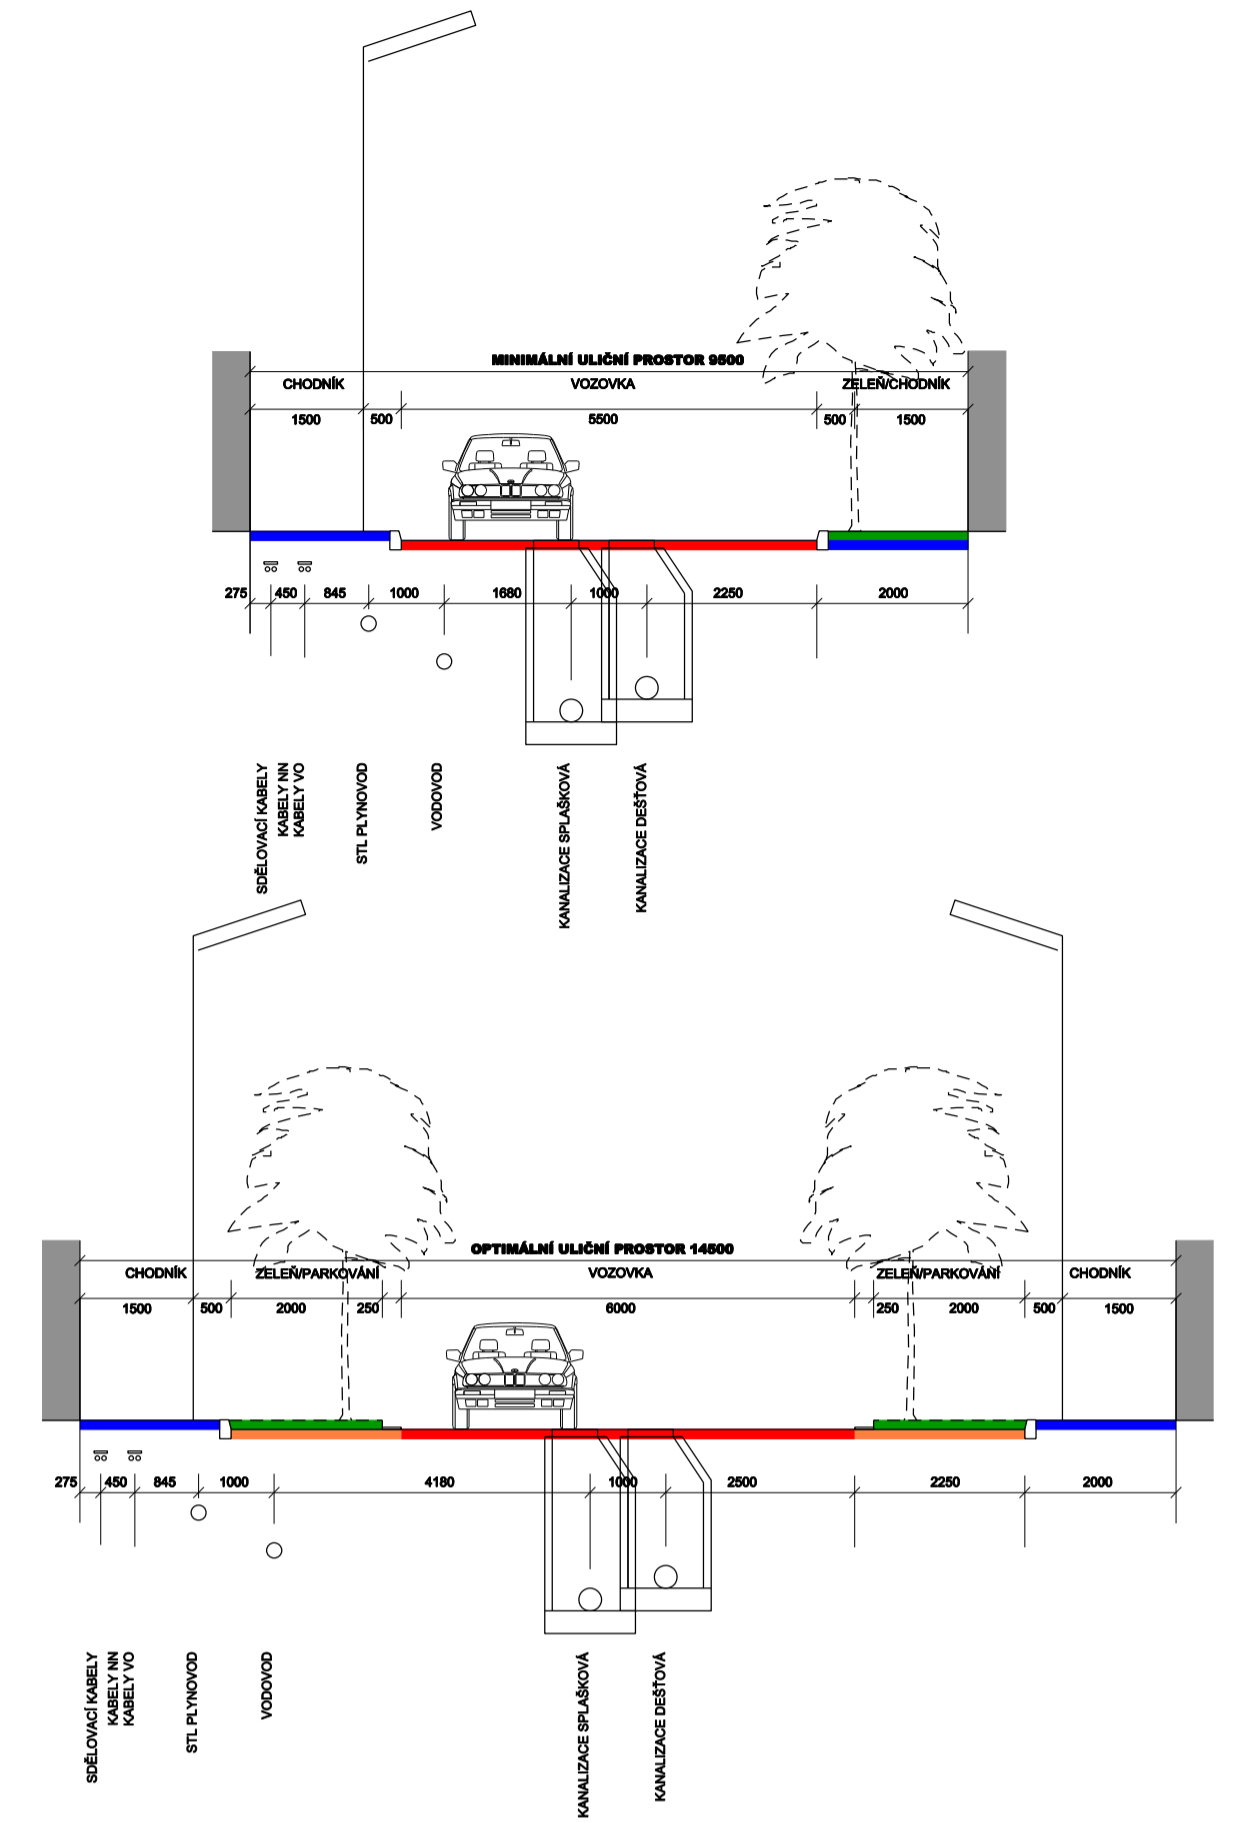 MINIMÁLNÍ ULIČNÍ PROSTOR 9500
CHODNÍK VOZOVKA ZELEŇ/CHODNÍK
1500 500 5500 500 1500
275 450 845 1000 1680 1000 2250 2000
SDĚLOVACÍ KABELY
KABELY NN
KABELY VO
STL PLYNOVOD
VODOVOD
KANALIZACE SPLAŠKOVÁ
KANALIZACE DEŠŤOVÁ
OPTIMÁLNÍ ULIČNÍ PROSTOR 14500
CHODNÍK ZELEŇ/PARKOVÁNÍ VOZOVKA ZELEŇ/PARKOVÁNÍ CHODNÍK
1500 500 2000 250 6000 250 2000 500 1500
275 450 845 1000 4180 1000 2500 2250 2000
SDĚLOVACÍ KABELY
KABELY NN
KABELY VO
STL PLYNOVOD
VODOVOD
KANALIZACE SPLAŠKOVÁ
KANALIZACE DEŠŤOVÁ